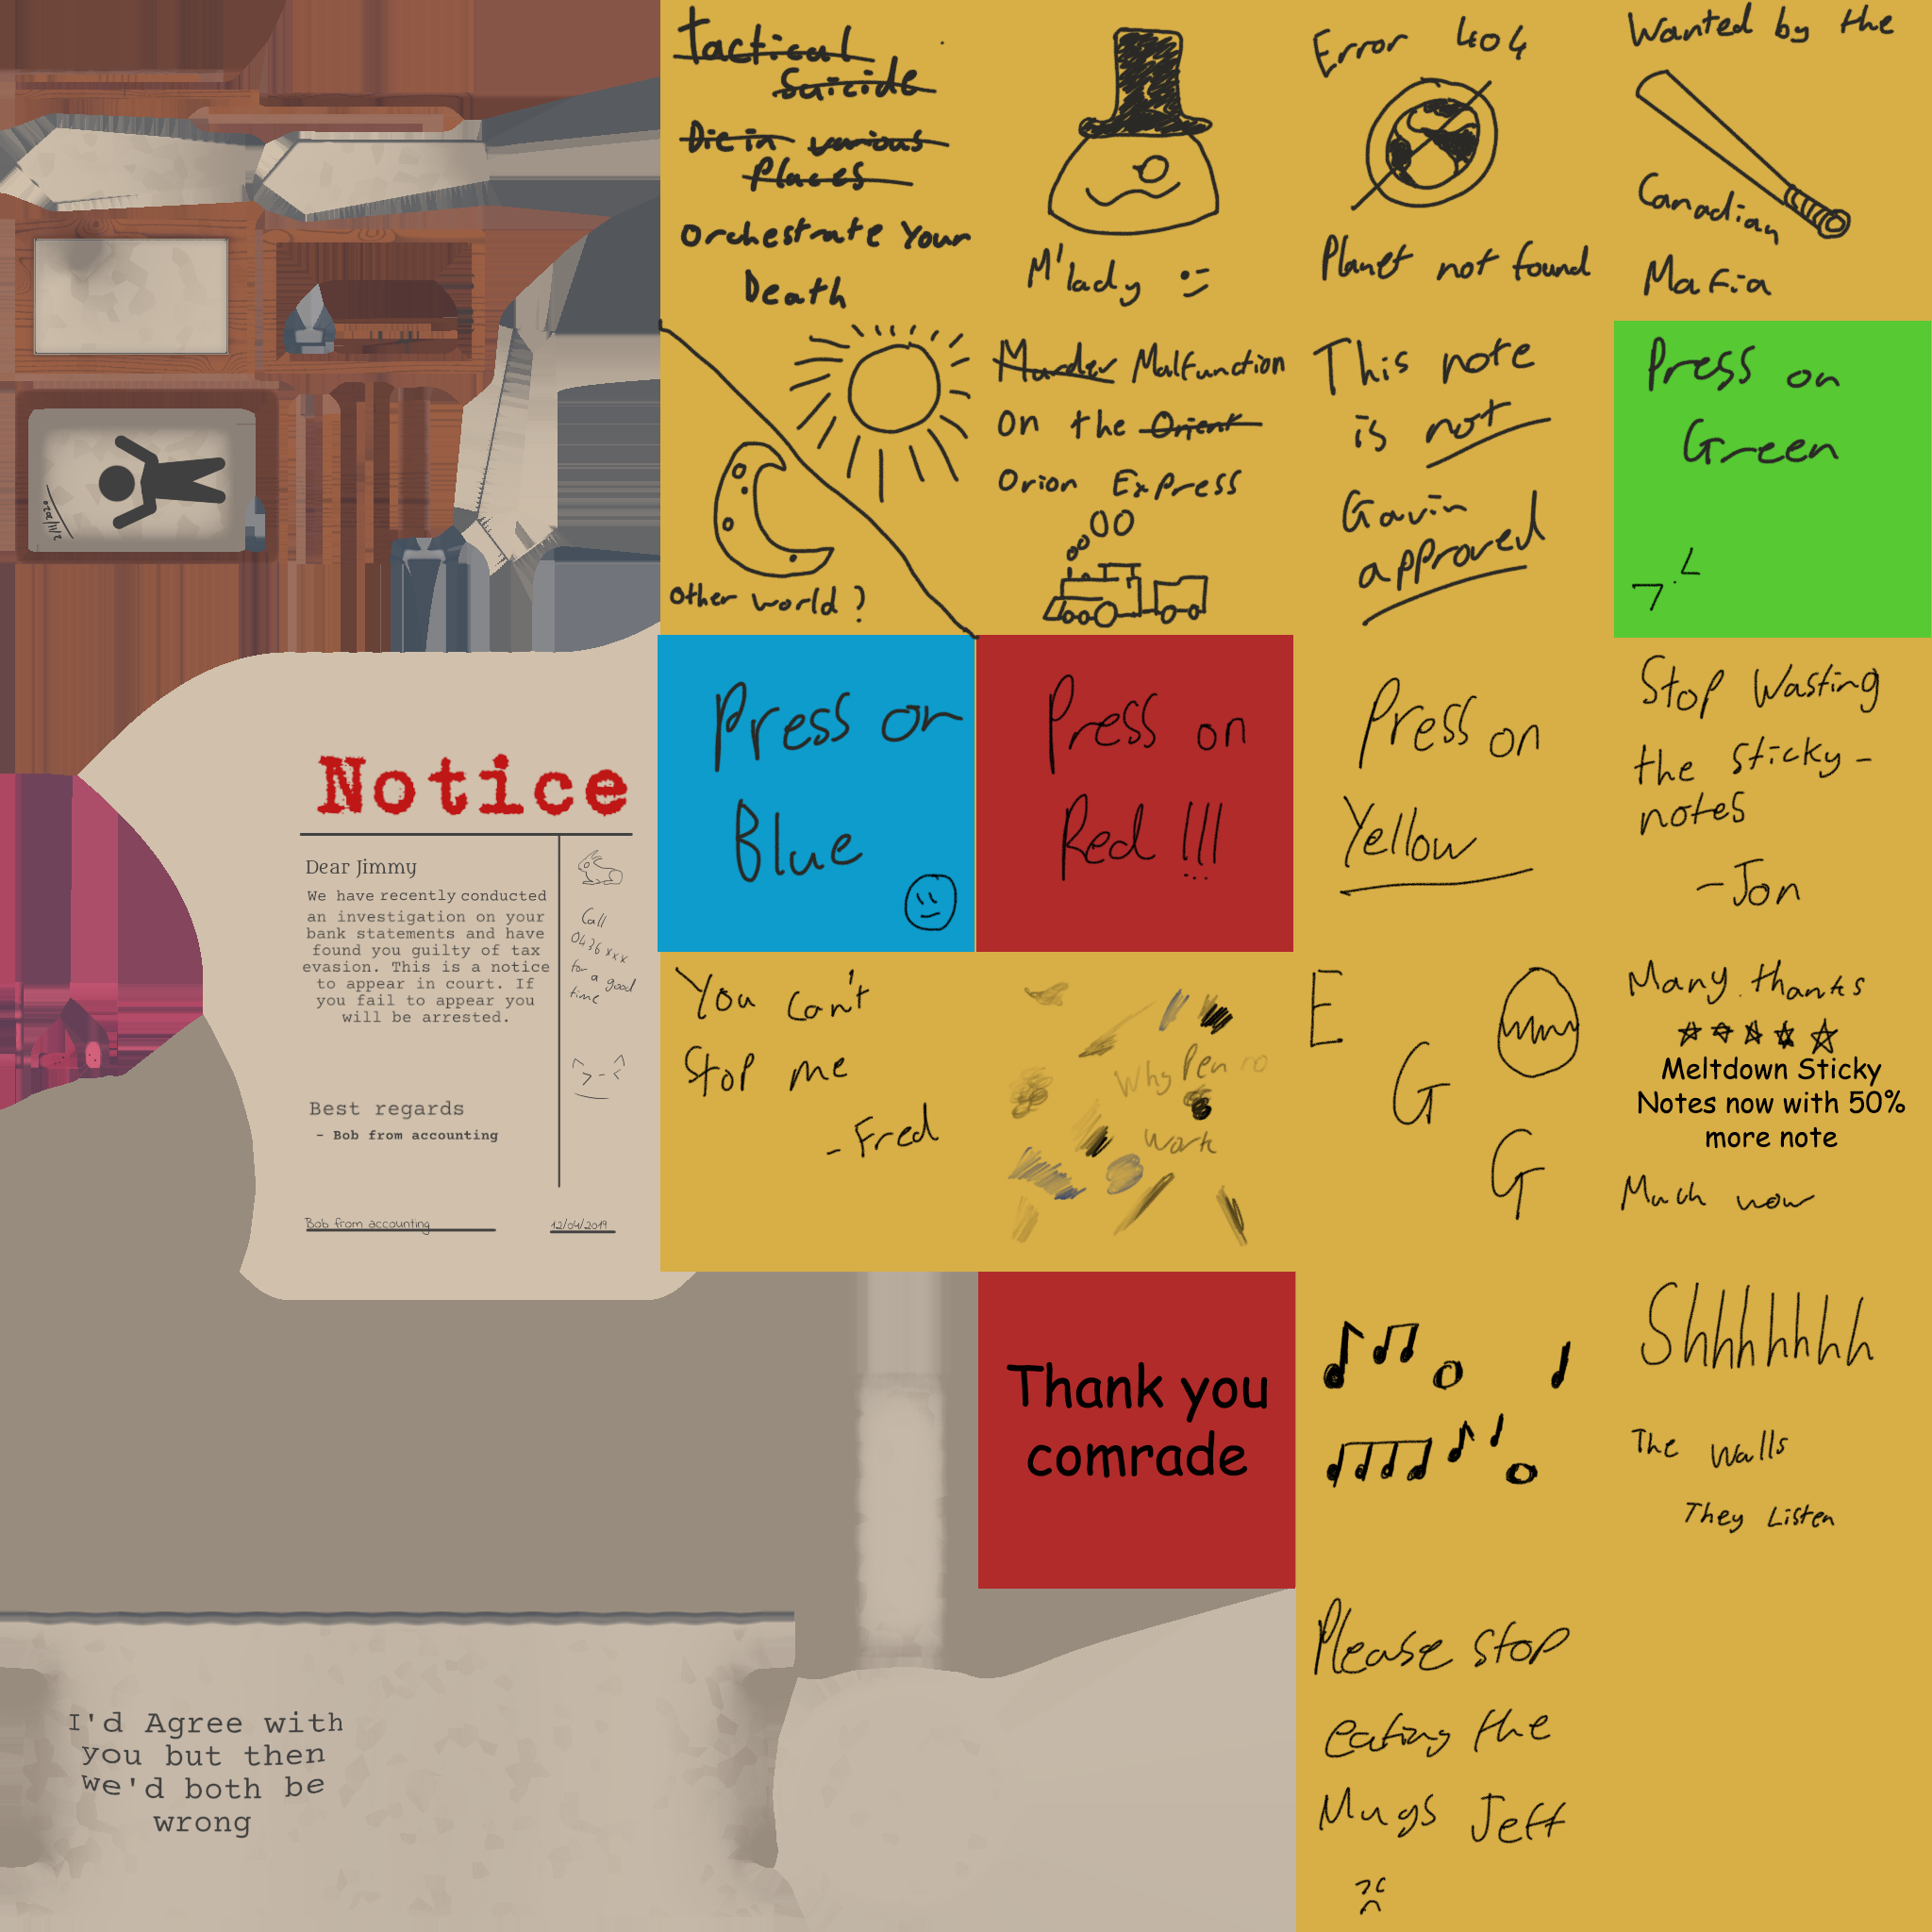 Tactical
Suicide
Die in various
Places
Orchestrate Your
Death
M'lady :-
Error 404
Planet not found
Wanted by the
Canadian
Mafia
Other world ?
Murder Malfunction
On the Orient
Orion Express
This note
is not
Gavin
approved
Press on
Green
Press on
Blue
Press on
Red !!!
Press on
Yellow
Stop Wasting
the sticky-
notes
-Jon
Notice
Dear Jimmy
We have recently conducted
an investigation on your
bank statements and have
found you guilty of tax
evasion. This is a notice
to appear in court. If
you fail to appear you
will be arrested.
Call
0436xxx
for a good
time
Best regards
- Bob from accounting
Bob from accounting
12/04/2019
You can't
Stop me
- Fred
Why Pen no
work
E
G
G
Many thanks
Meltdown Sticky
Notes now with 50%
more note
Much wow
Thank you
comrade
Shhhhhhh
The Walls
They Listen
I'd Agree with
you but then
we'd both be
wrong
Please stop
eating the
Mugs Jeff